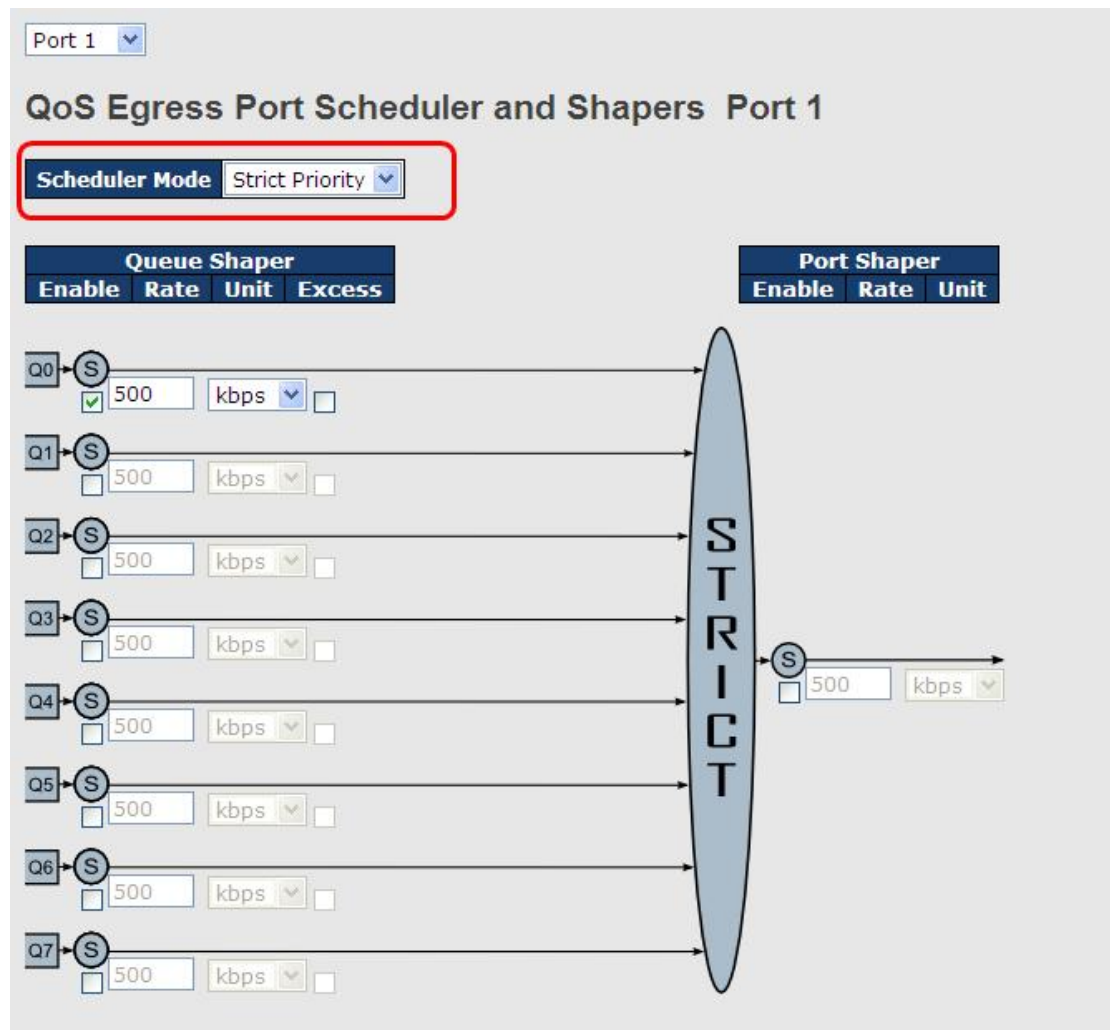 Port 1
QoS Egress Port Scheduler and Shapers Port 1
Scheduler Mode Strict Priority
Queue Shaper Port Shaper
Enable Rate Unit Excess Enable Rate Unit
Q0 S
500 kbps
Q1 S
500 kbps
Q2 S
500 kbps
Q3 S
500 kbps
Q4 S
500 kbps
Q5 S
500 kbps
Q6 S
500 kbps
Q7 S
500 kbps
STRICT
S
500 kbps